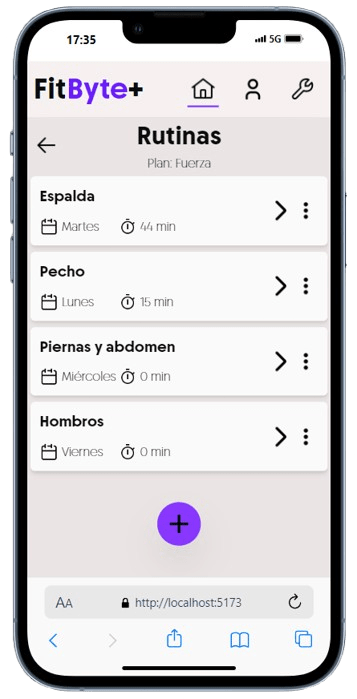 17:35 5G
FitByte+
Rutinas
Plan: Fuerza
Espalda
Martes 44 min
Pecho
Lunes 15 min
Piernas y abdomen
Miércoles 0 min
Hombros
Viernes 0 min
+
AA http://localhost:5173